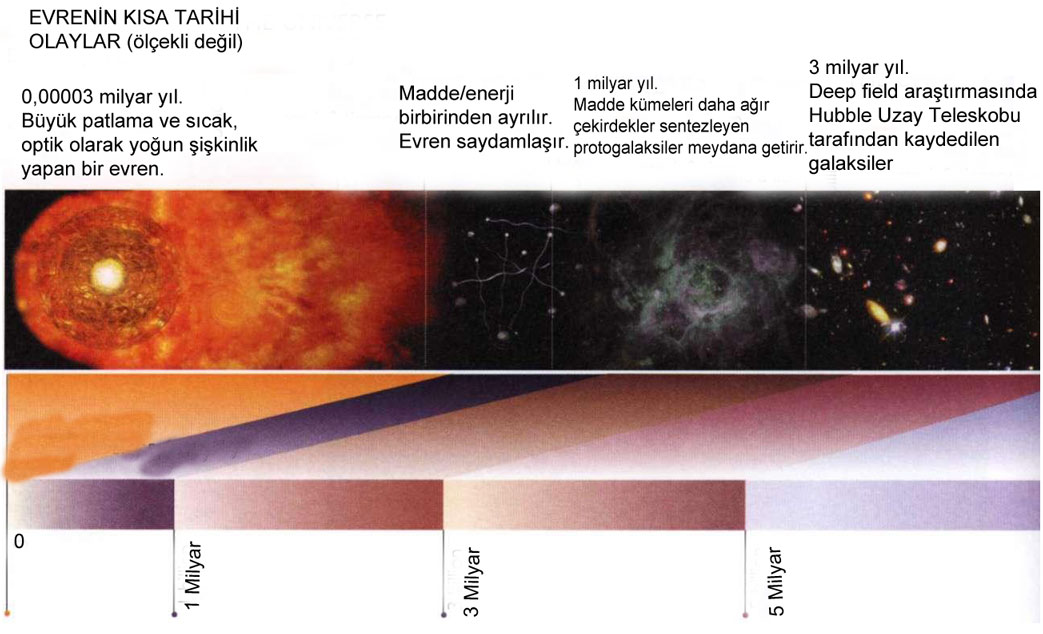 EVRENİN KISA TARİHİ
OLAYLAR (ölçekli değil)
0,00003 milyar yıl.
Büyük patlama ve sıcak,
optik olarak yoğun şişkinlik
yapan bir evren.
Madde/enerji
birbirinden ayrılır.
Evren saydamlaşır.
1 milyar yıl.
Madde kümeleri daha ağır
çekirdekler sentezleyen
protogalaksiler meydana getirir.
3 milyar yıl.
Deep field araştırmasında
Hubble Uzay Teleskobu
tarafından kaydedilen
galaksiler
0
1 Milyar
3 Milyar
5 Milyar